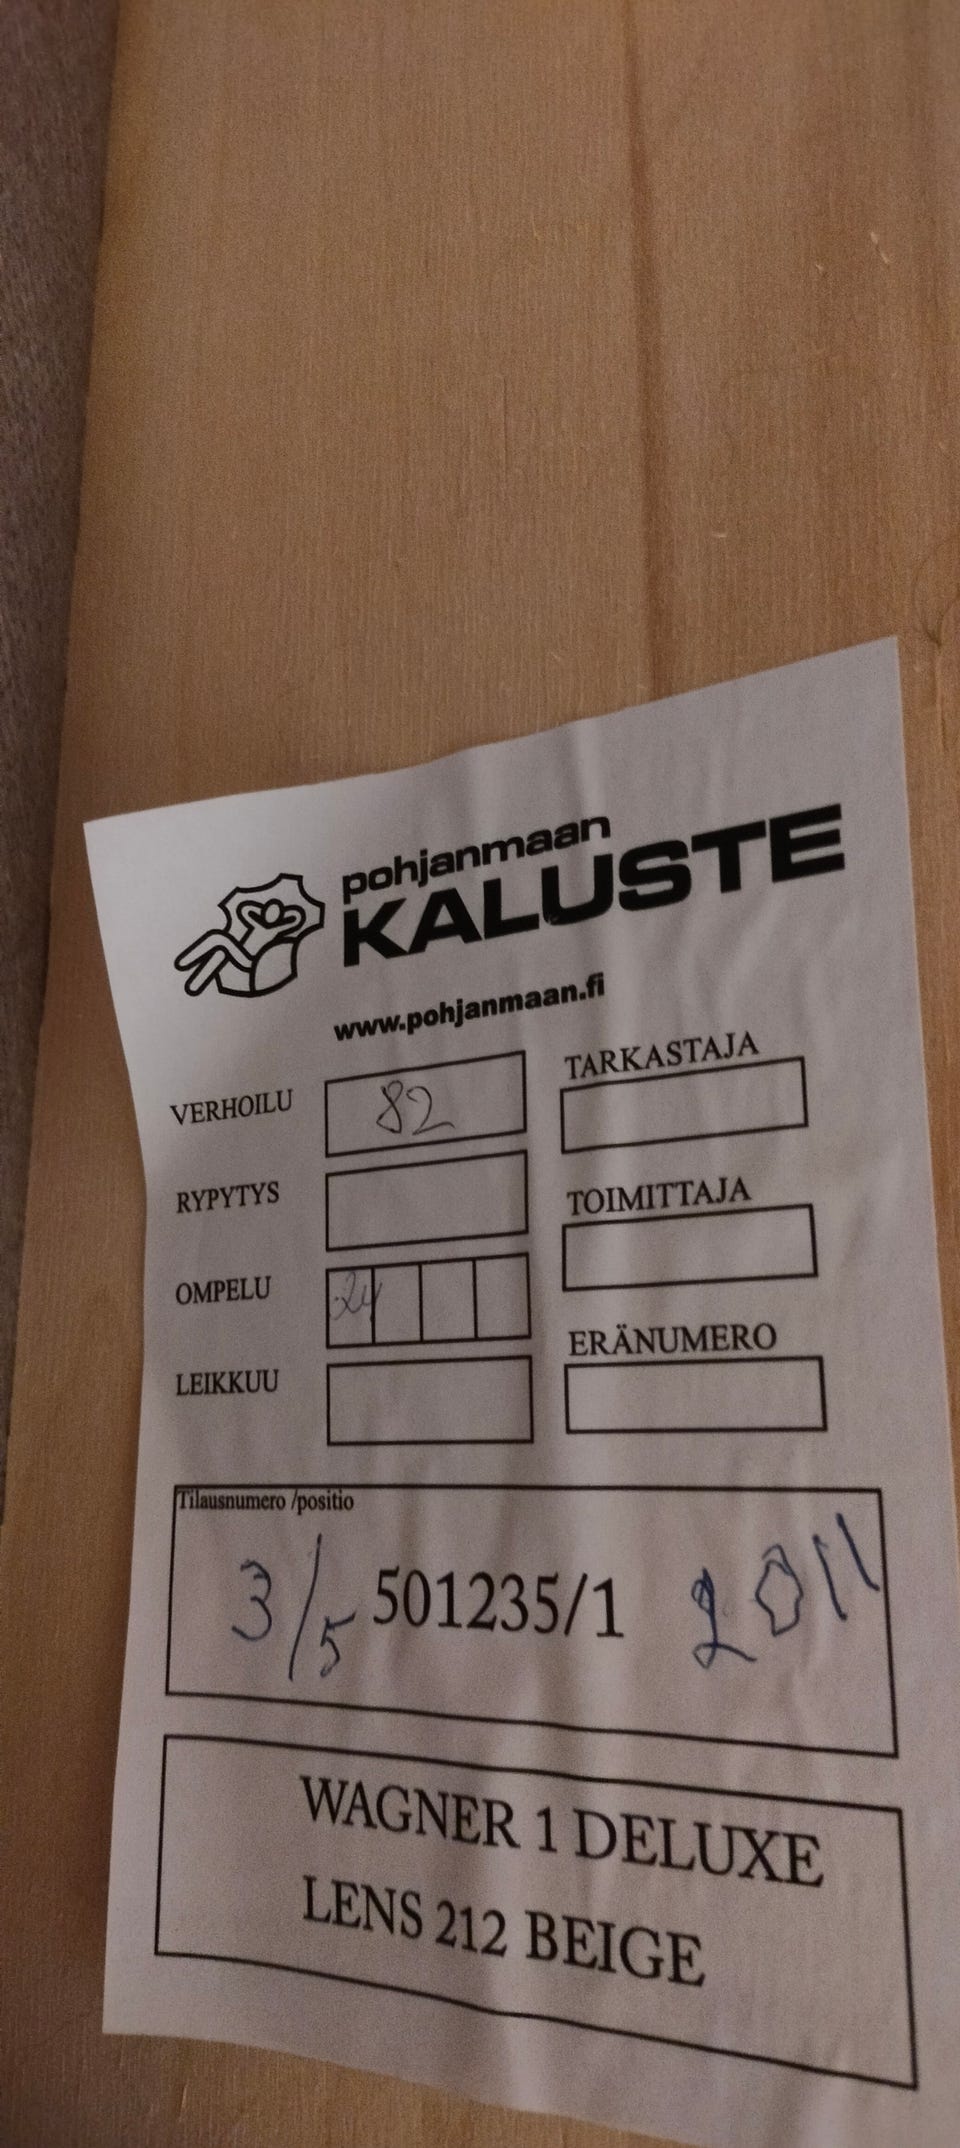 pohjanmaan
KALUSTE
www.pohjanmaan.fi
VERHOILU 82
RYPYTYS
OMPELU 24
LEIKKUU
TARKASTAJA
TOIMITTAJA
ERÄNUMERO
Tilausnumero /positio
3/5 501235/1 2011
WAGNER 1 DELUXE
LENS 212 BEIGE